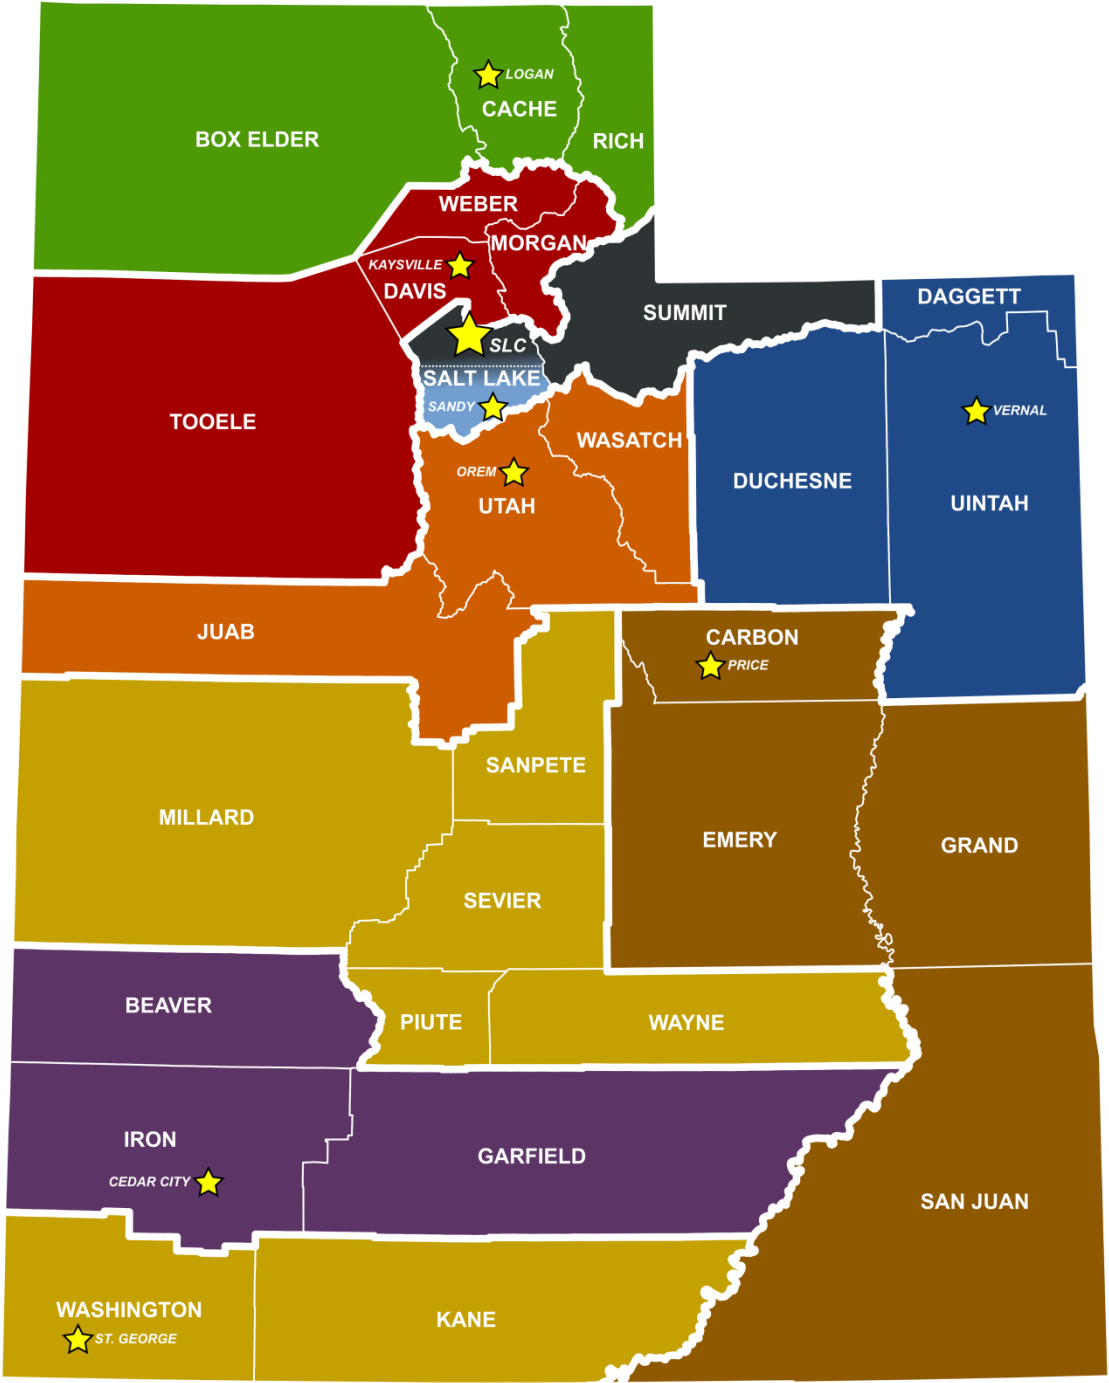 LOGAN
CACHE
BOX ELDER
RICH
WEBER
MORGAN
KAYSVILLE
DAVIS
DAGGETT
SUMMIT
SLC
SALT LAKE
SANDY
VERNAL
TOOELE
WASATCH
OREM
DUCHESNE
UTAH
UINTAH
JUAB
CARBON
PRICE
SANPETE
MILLARD
EMERY
GRAND
SEVIER
BEAVER
PIUTE
WAYNE
IRON
GARFIELD
CEDAR CITY
SAN JUAN
WASHINGTON
KANE
ST. GEORGE